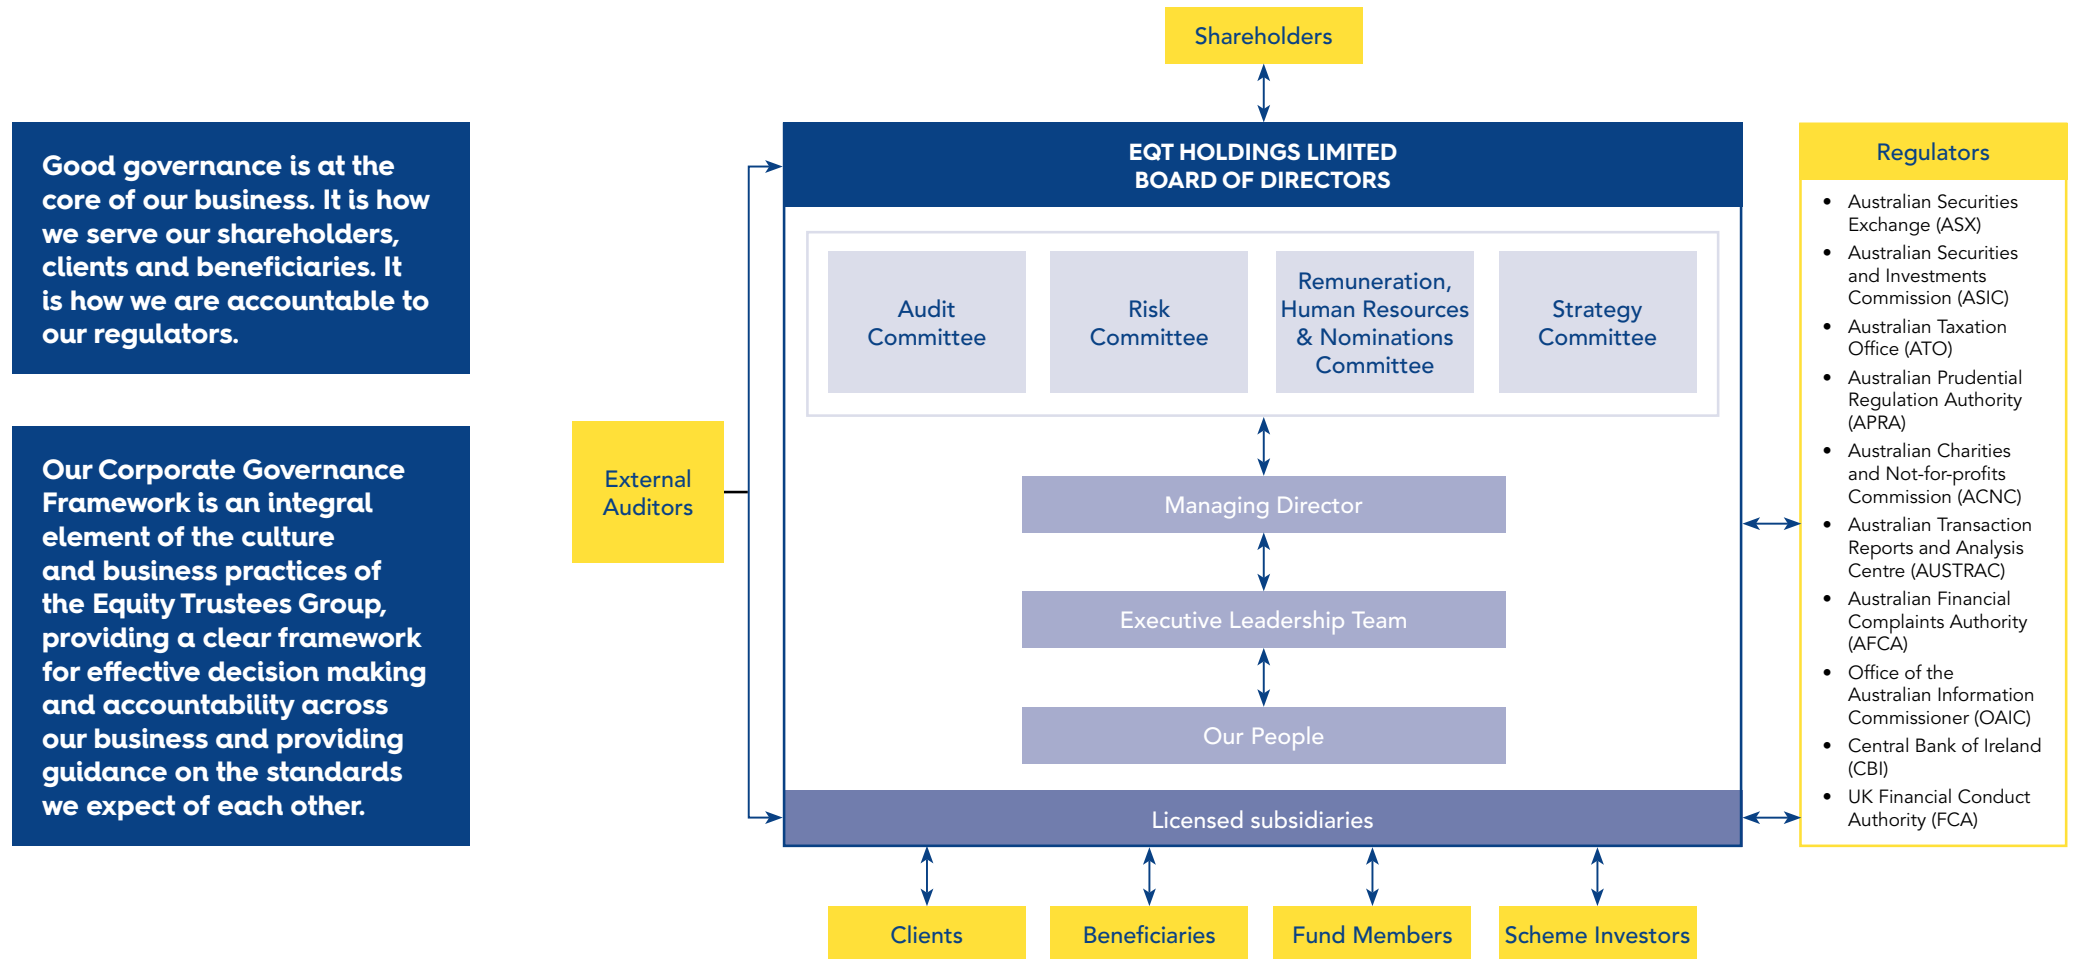 Good governance is at the
core of our business. It is how
we serve our shareholders,
clients and beneficiaries. It
is how we are accountable to
our regulators.
Our Corporate Governance
Framework is an integral
element of the culture
and business practices of
the Equity Trustees Group,
providing a clear framework
for effective decision making
and accountability across
our business and providing
guidance on the standards
we expect of each other.
External
Auditors
Shareholders
EQT HOLDINGS LIMITED
BOARD OF DIRECTORS
Audit
Committee
Risk
Committee
Remuneration,
Human Resources
& Nominations
Committee
Strategy
Committee
Managing Director
Executive Leadership Team
Our People
Licensed subsidiaries
Clients
Beneficiaries
Fund Members
Scheme Investors
Regulators
• Australian Securities
Exchange (ASX)
• Australian Securities
and Investments
Commission (ASIC)
• Australian Taxation
Office (ATO)
• Australian Prudential
Regulation Authority
(APRA)
• Australian Charities
and Not-for-profits
Commission (ACNC)
• Australian Transaction
Reports and Analysis
Centre (AUSTRAC)
• Australian Financial
Complaints Authority
(AFCA)
• Office of the
Australian Information
Commissioner (OAIC)
• Central Bank of Ireland
(CBI)
• UK Financial Conduct
Authority (FCA)